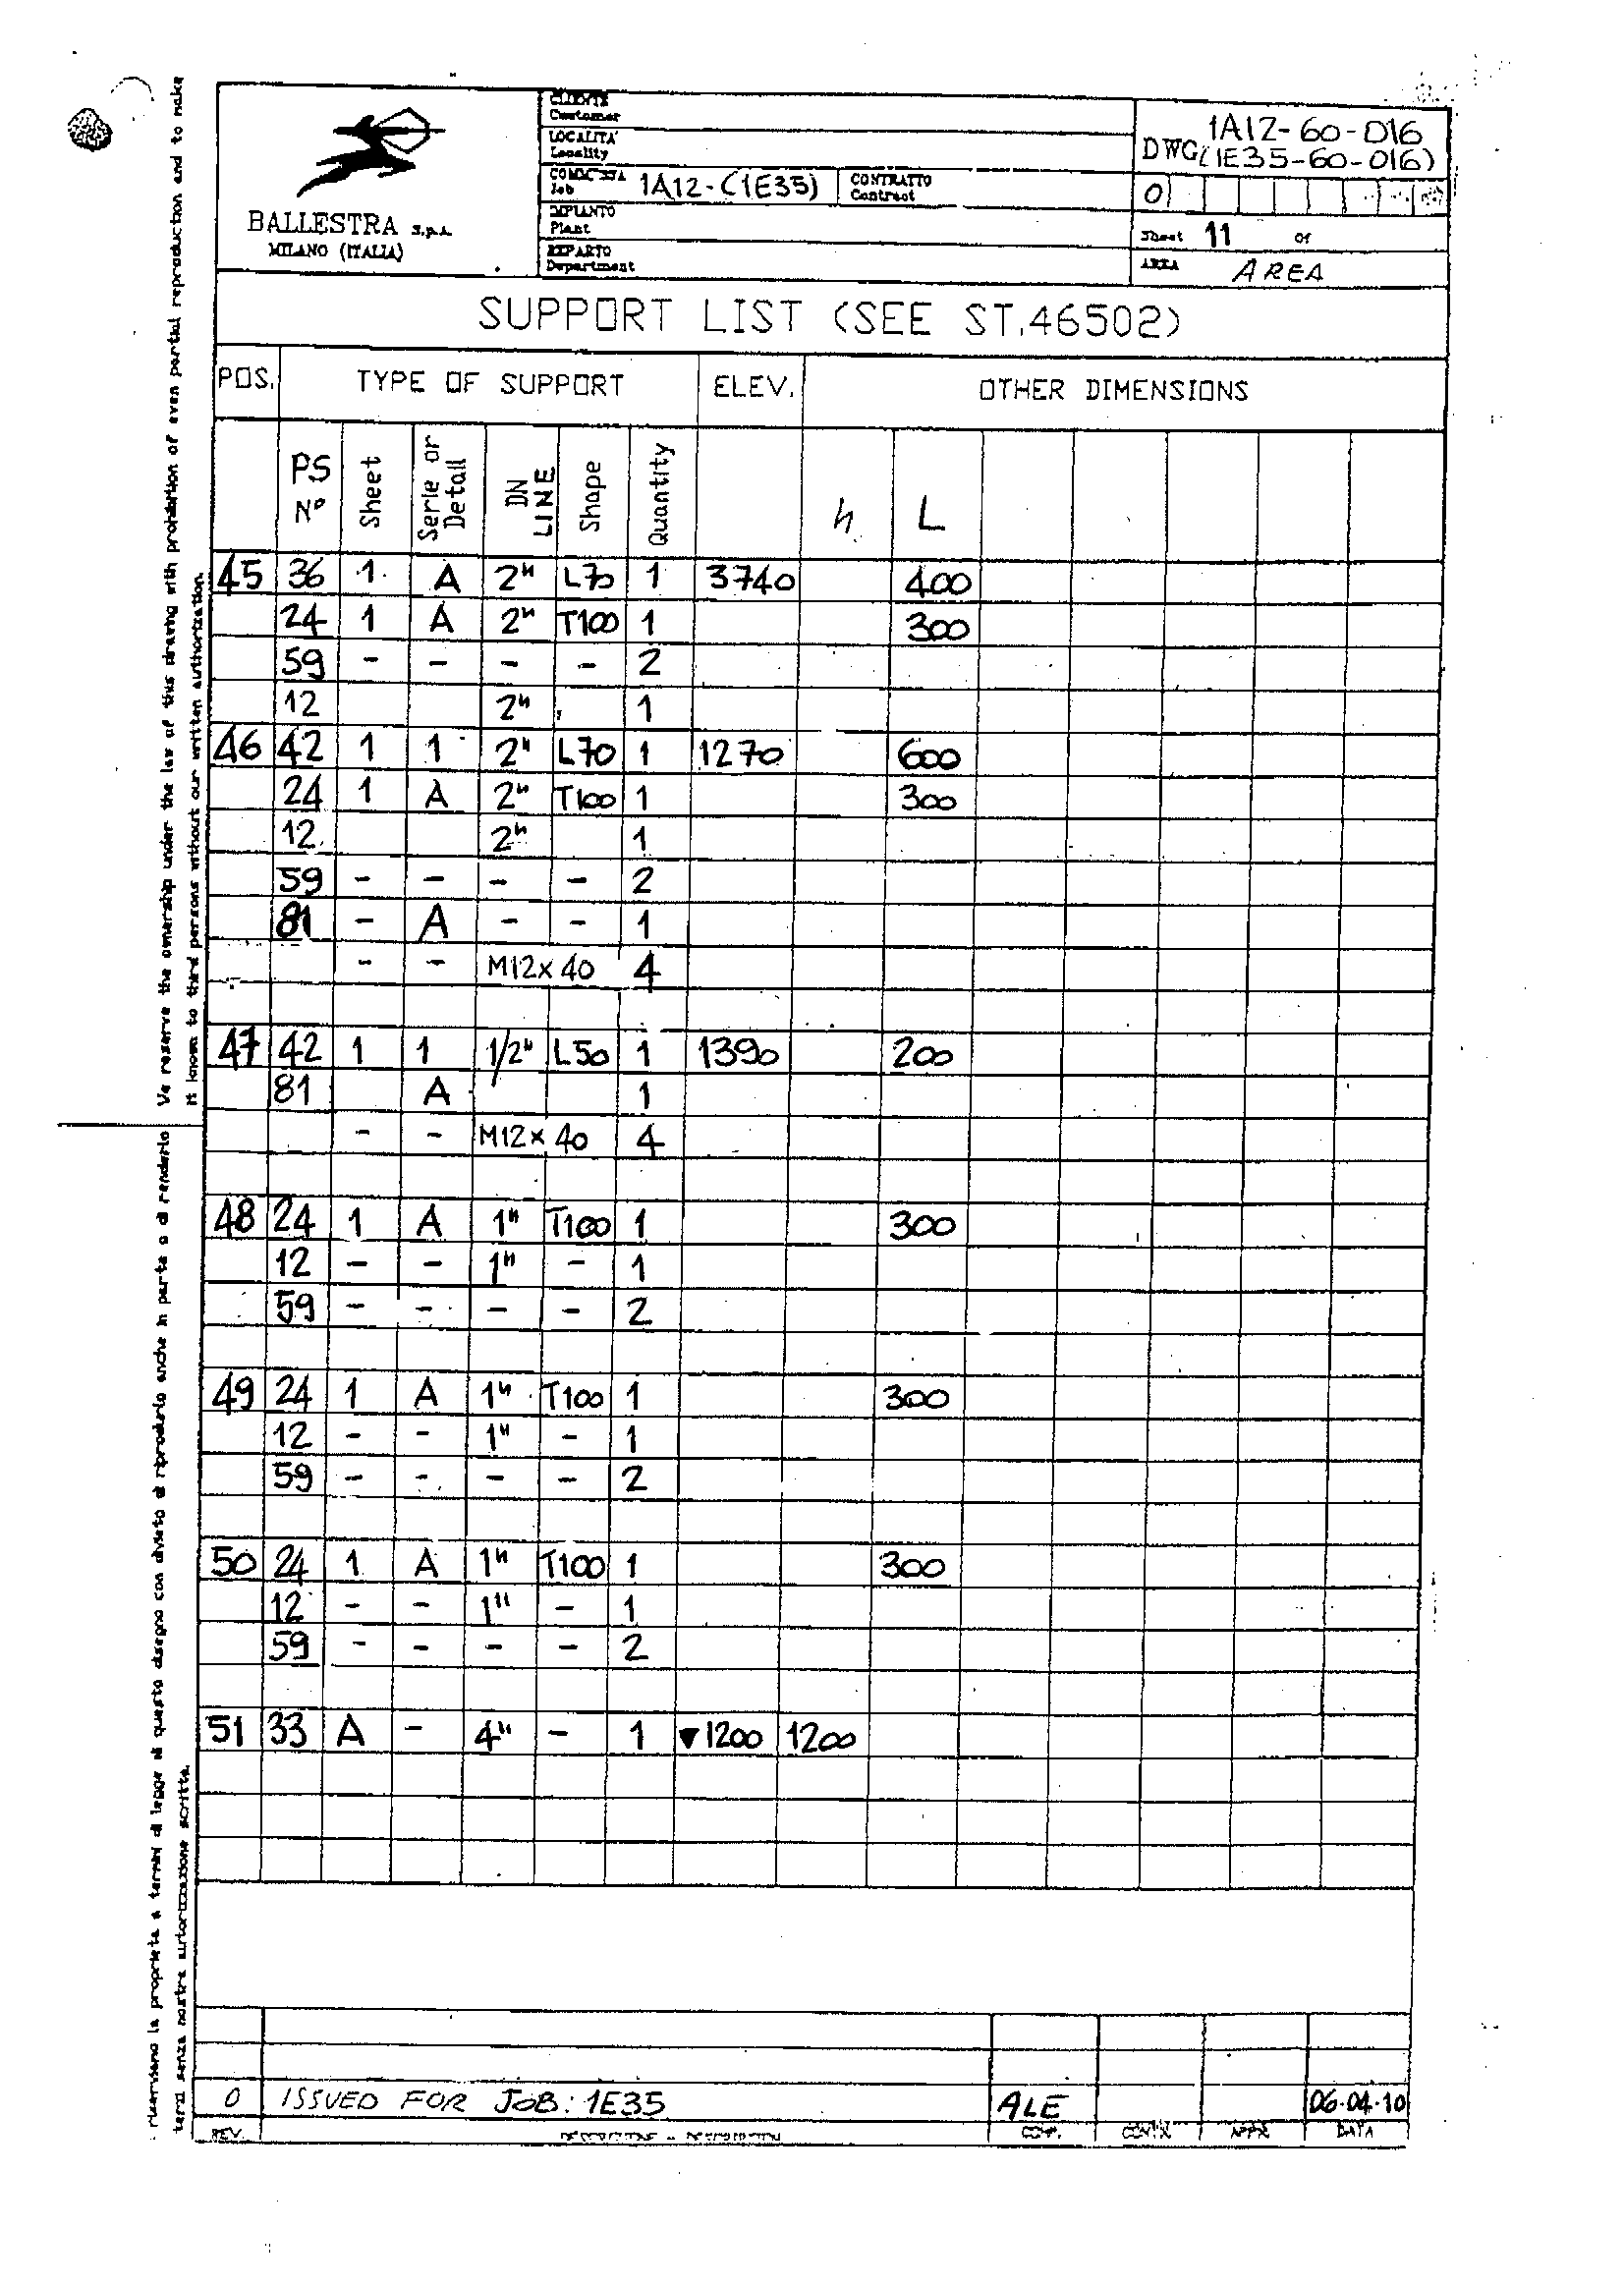 CLIENTE
Customer
LOCALITA'
Locality
COMMESSA
Job
1A12-(1E35)
CONTRATTO
Contract
IMPIANTO
Plant
REPARTO
Department
BALLESTRA s.p.a.
MILANO (ITALIA)
1A12-60-016
DWG(1E35-60-016)
0
Sheet 11 of
AREA AREA
SUPPORT LIST (SEE ST.46502)
POS. TYPE OF SUPPORT ELEV. OTHER DIMENSIONS
PS N° Sheet Serie or Detail DN LINE Shape Quantity h L
45 36 1 A 2" L70 1 3740 400
24 1 A 2" T100 1 300
59 - - - - 2
12 2" 1
46 42 1 1 2" L70 1 1270 600
24 1 A 2" T100 1 300
12 2" 1
59 - - - - 2
81 - A - - 1
- - M12x40 4
47 42 1 1 1/2" L50 1 1390 200
81 A 1
- - M12x40 4
48 24 1 A 1" T100 1 300
12 - - 1" - 1
59 - - - - 2
49 24 1 A 1" T100 1 300
12 - - 1" - 1
59 - - - - 2
50 24 1 A 1" T100 1 300
12 - - 1" - 1
59 - - - - 2
51 33 A - 4" - 1 ▼1200 1200
0 ISSUED FOR JOB: 1E35 ALE 06.04.10
REV. COMP. CONTR. APPR. DATA
We reserve the ownership under the law of this drawing with prohibition of even partial reproduction and to make
it known to third persons without our written authorization.
riserviamo la proprieta a termini di legge di questo disegno con divieto di riprodurlo anche in parte o di renderlo
terzi senza nostra autorizzazione scritta.